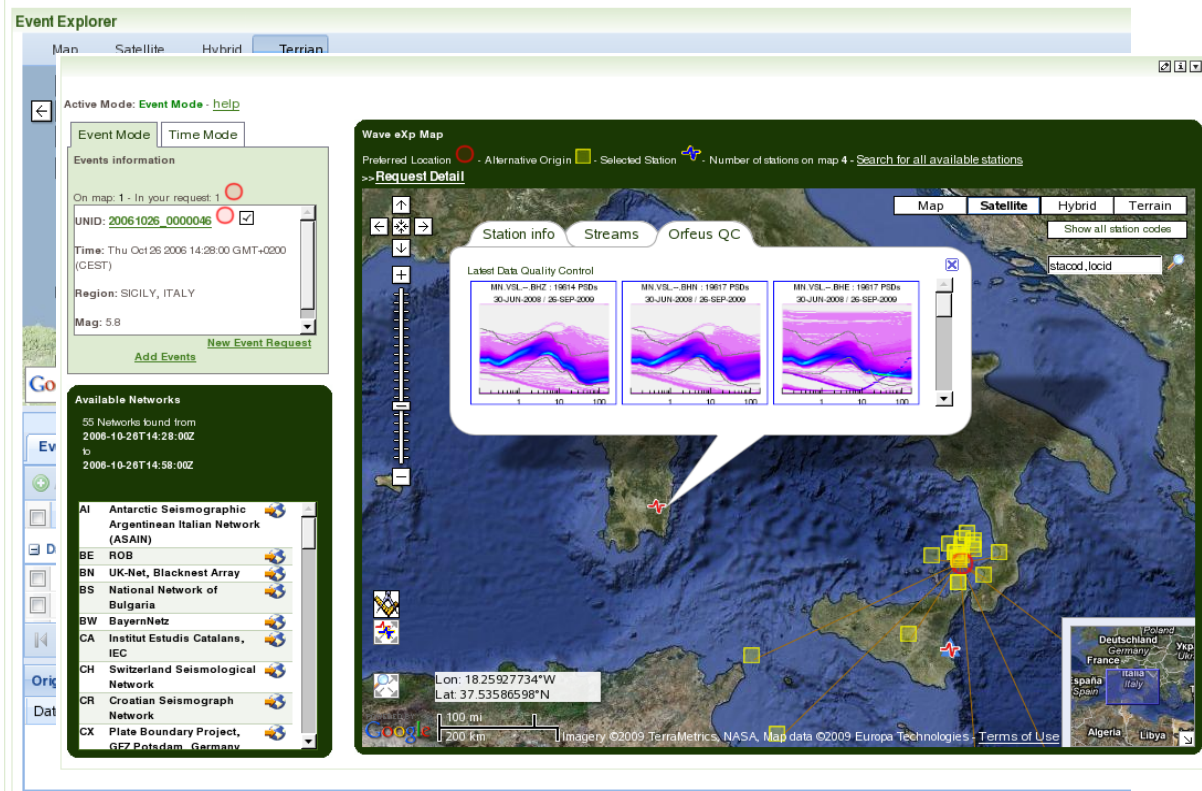 Event Explorer
Map Satellite Hybrid Terrian
Active Mode: Event Mode - help
Event Mode Time Mode
Events information
On map: 1 - In your request: 1
UNID: 20061026_0000046
Time: Thu Oct 26 2006 14:28:00 GMT+0200
(CEST)
Region: SICILY, ITALY
Mag: 5.8
New Event Request
Add Events
Goo
Ev
D
Orig
Dat
Available Networks
55 Networks found from
2006-10-26T14:28:00Z
to
2006-10-26T14:58:00Z
AI Antarctic Seismographic
Argentinean Italian Network
(ASAIN)
BE ROB
BN UK-Net, Blacknest Array
BS National Network of
Bulgaria
BW BayernNetz
CA Institut Estudis Catalans,
IEC
CH Switzerland Seismological
Network
CR Croatian Seismograph
Network
CX Plate Boundary Project,
GFZ Potsdam, Germany
Wave eXp Map
Preferred Location - Alternative Origin - Selected Station - Number of stations on map 4 - Search for all available stations
>>Request Detail
Map Satellite Hybrid Terrain
Show all
station codes
stacod,locid
Station info Streams Orfeus QC
Latest Data Quality Control
MN.VSL.--.BHZ : 19614 PSDs
30-JUN-2008 / 26-SEP-2009
1 10 100
MN.VSL.--.BHN : 19617 PSDs
30-JUN-2008 / 26-SEP-2009
1 10 100
MN.VSL.--.BHE : 19617 PSDs
30-JUN-2008 / 26-SEP-2009
1 10 100
Lon: 18.25927734°W
Lat: 37.53586598°N
Google
100 mi
200 km
Imagery ©2009 TerraMetrics, NASA, Map data ©2009 Europa Technologies - Terms of Use
Poland
Deutschland
Germany
Укр
Ukr
France
Italia
Italy
España
Spain
Algeria
Libya